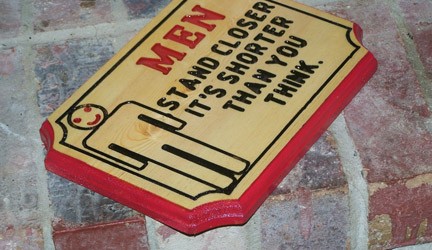 MEN
STAND CLOSER
IT'S SHORTER
THAN YOU
THINK.